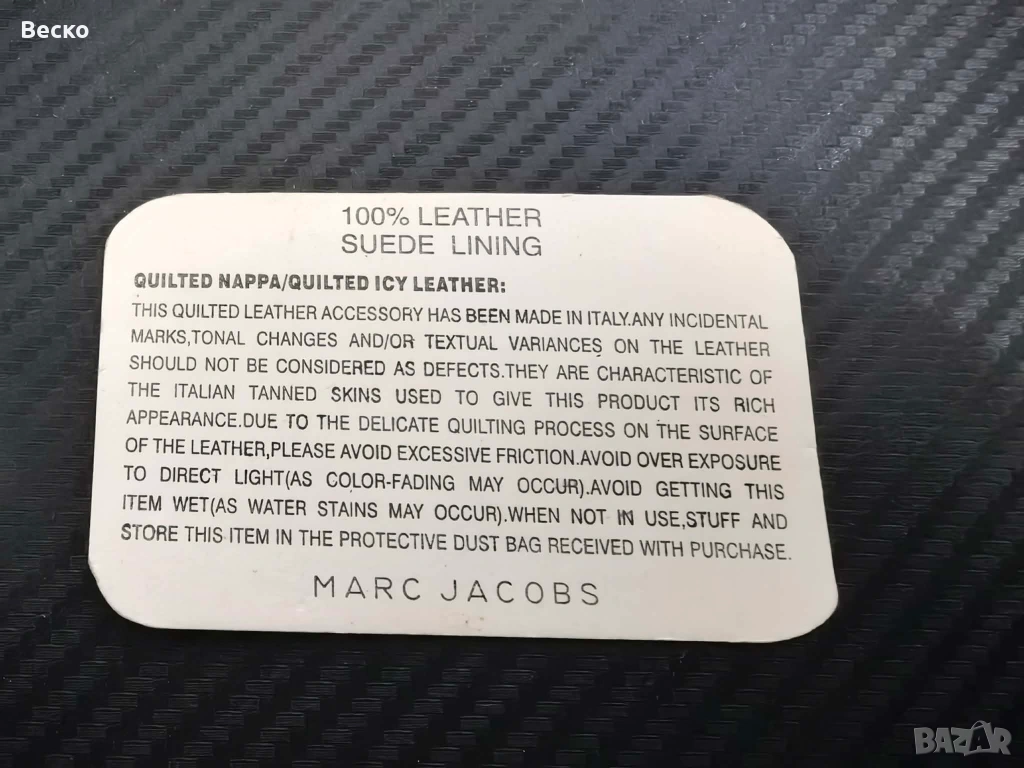 Веско
100% LEATHER
SUEDE LINING
QUILTED NAPPA/QUILTED ICY LEATHER:
THIS QUILTED LEATHER ACCESSORY HAS BEEN MADE IN ITALY.ANY INCIDENTAL
MARKS,TONAL CHANGES AND/OR TEXTUAL VARIANCES ON THE LEATHER
SHOULD NOT BE CONSIDERED AS DEFECTS.THEY ARE CHARACTERISTIC OF
THE ITALIAN TANNED SKINS USED TO GIVE THIS PRODUCT ITS RICH
APPEARANCE.DUE TO THE DELICATE QUILTING PROCESS ON THE SURFACE
OF THE LEATHER,PLEASE AVOID EXCESSIVE FRICTION.AVOID OVER EXPOSURE
TO DIRECT LIGHT(AS COLOR-FADING MAY OCCUR).AVOID GETTING THIS
ITEM WET(AS WATER STAINS MAY OCCUR).WHEN NOT IN USE,STUFF AND
STORE THIS ITEM IN THE PROTECTIVE DUST BAG RECEIVED WITH PURCHASE.
MARC JACOBS
BAZAR